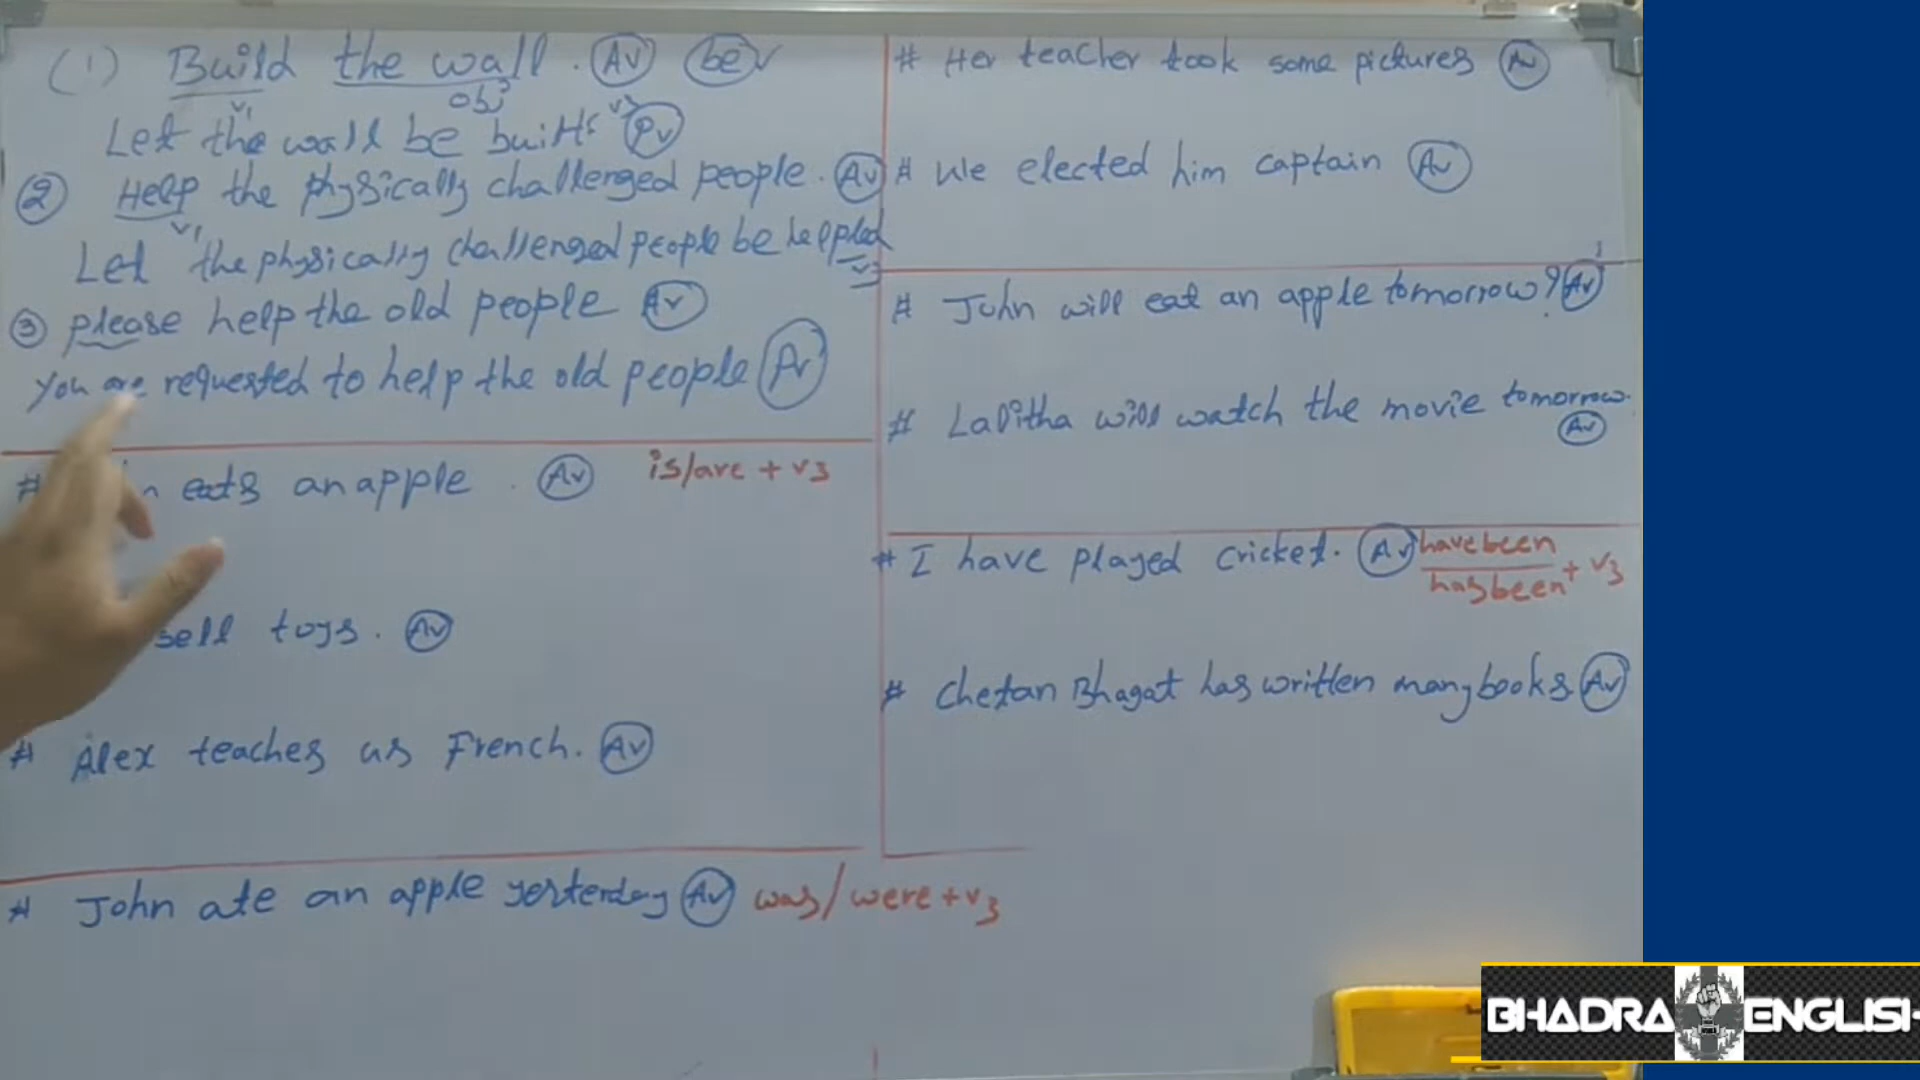 (1) Build the wall. Av be
v1 obj v3
Let the wall be built Pv
2 Help the physically challenged people. Av
v1
Let the physically challenged people be helped
v3
3 please help the old people Av
You are requested to help the old people Av
# eats an apple . Av is/are + v3
sell toys. Av
# Alex teaches us French. Av
# John ate an apple yesterday Av was/were + v3
# Her teacher took some pictures Av
# We elected him captain Av
# John will eat an apple tomorrow? Av
# Lalitha will watch the movie tomorrow.
Av
# I have played cricket. Av have been
has been + v3
# Chetan Bhagat has written many books Av
BHADRA ENGLISH